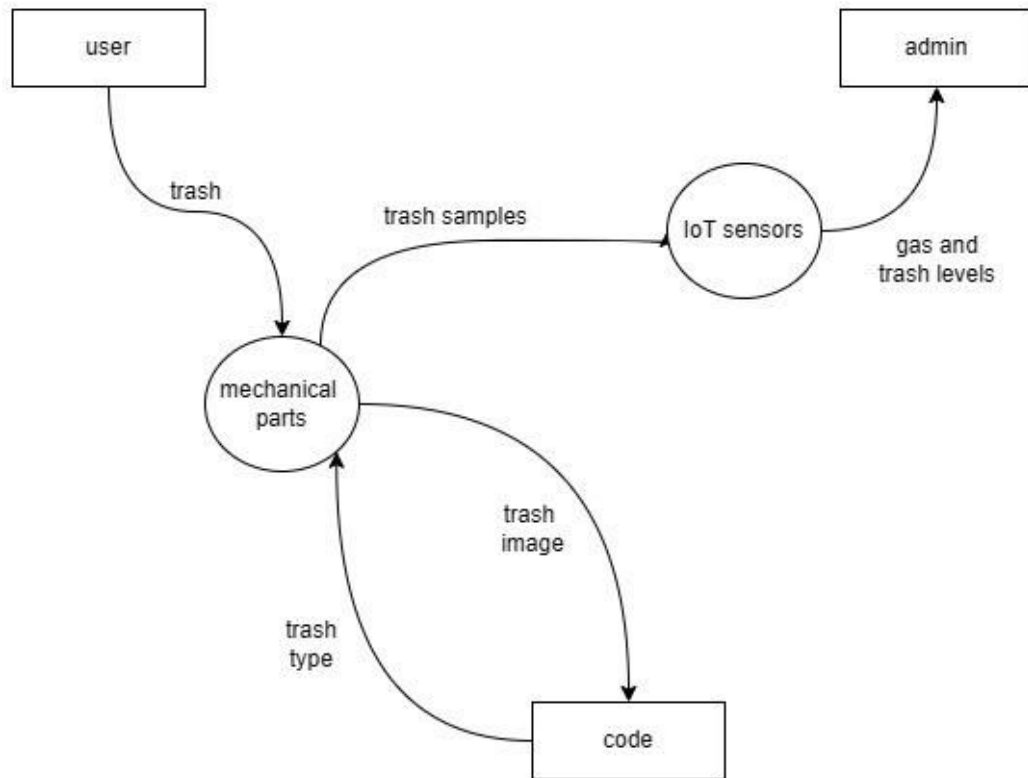 user
admin
trash
trash samples
IoT sensors
gas and
trash levels
mechanical
parts
trash
image
trash
type
code